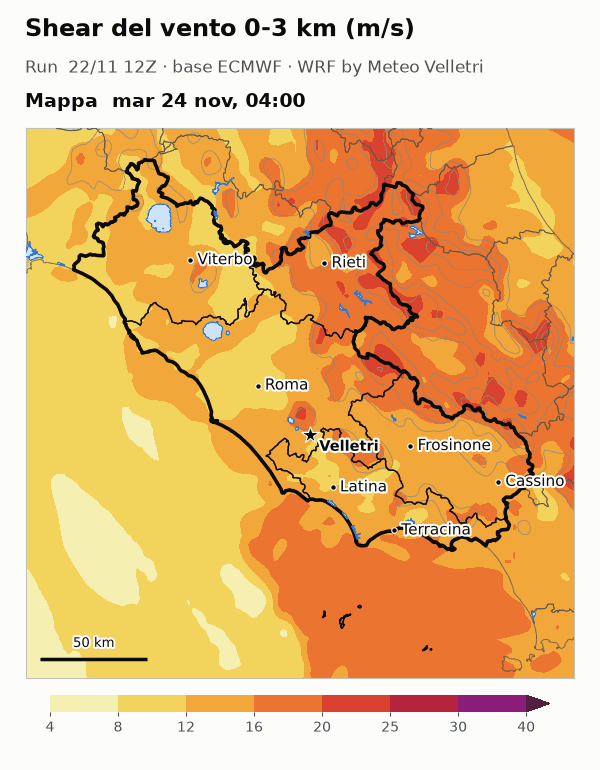 Shear del vento 0-3 km (m/s)
Run  22/11 12Z · base ECMWF · WRF by Meteo Velletri
Mappa  mar 24 nov, 04:00
Viterbo
Rieti
Roma
Velletri
Frosinone
Cassino
Latina
Terracina
50 km
4 8 12 16 20 25 30 40